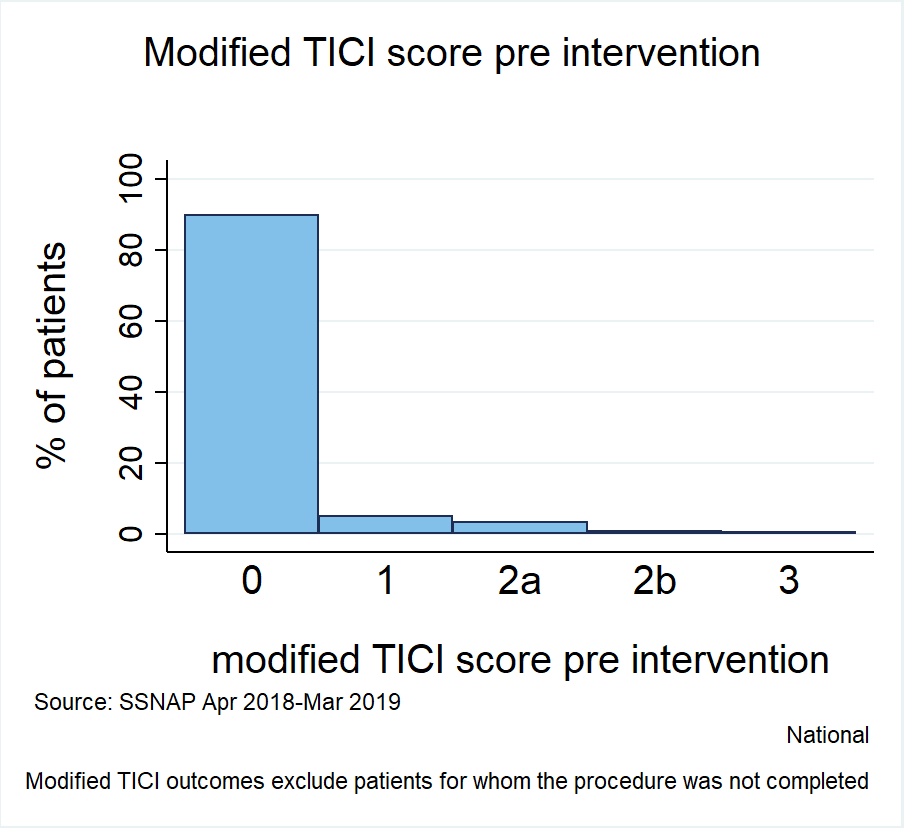 Modified TICI score pre intervention
% of patients
100
80
60
40
20
0
0 1 2a 2b 3
modified TICI score pre intervention
Source: SSNAP Apr 2018-Mar 2019
National
Modified TICI outcomes exclude patients for whom the procedure was not completed